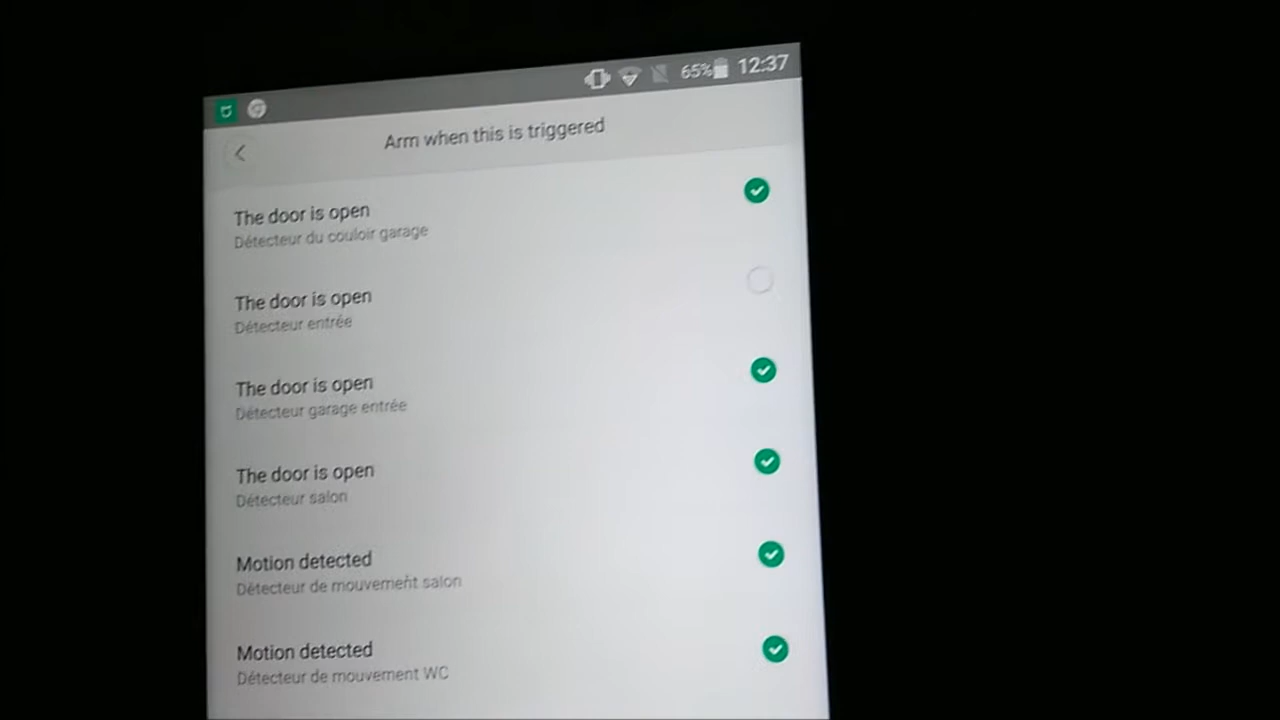 65% 12:37
Arm when this is triggered
The door is open
Détecteur du couloir garage
The door is open
Détecteur entrée
The door is open
Détecteur garage entrée
The door is open
Détecteur salon
Motion detected
Détecteur de mouvement salon
Motion detected
Détecteur de mouvement WC